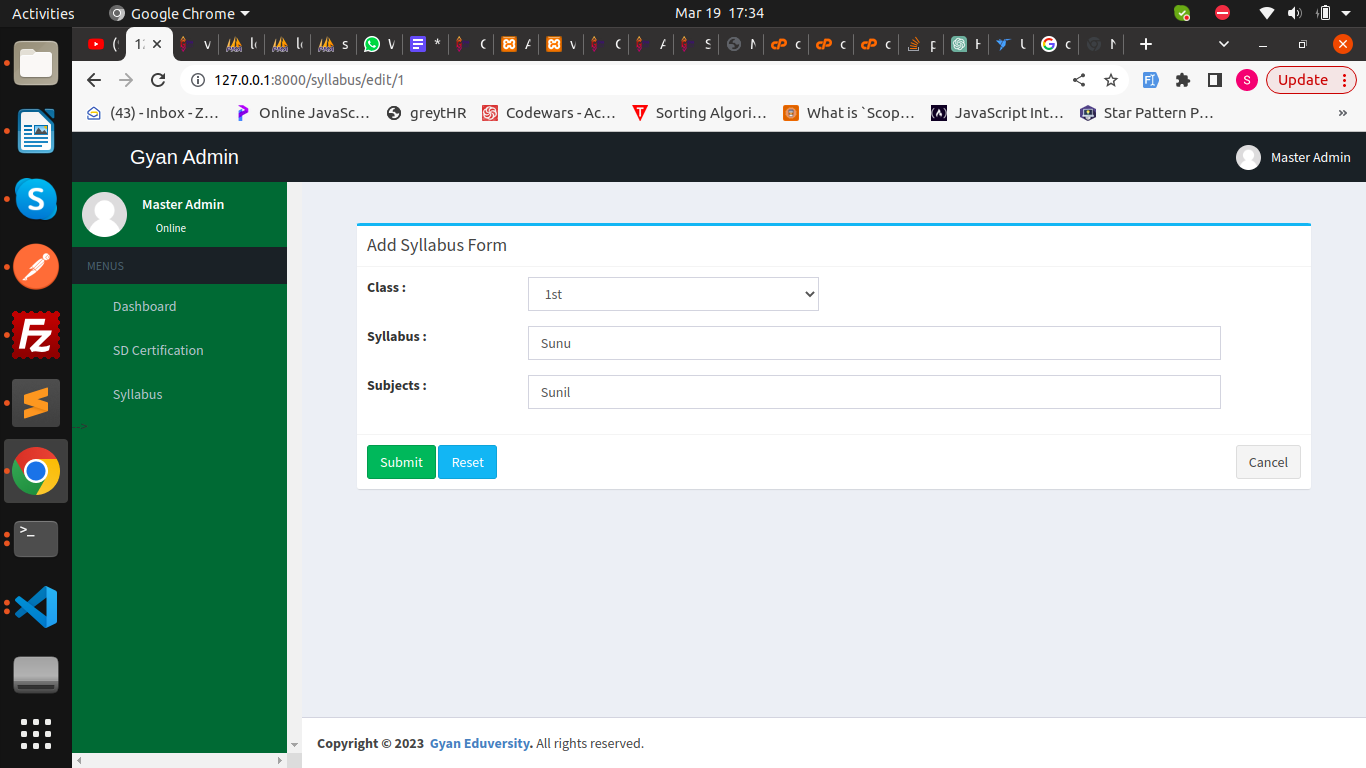 Activities Google Chrome Mar 19 17:34
127.0.0.1:8000/syllabus/edit/1 S Update
(43) - Inbox - Z... Online JavaSc... greytHR Codewars - Ac... Sorting Algori... What is `Scop... JavaScript Int... Star Pattern P... »
Gyan Admin Master Admin
Master Admin
Online
MENUS
Dashboard
SD Certification
Syllabus
-->
Add Syllabus Form
Class : 1st
Syllabus : Sunu
Subjects : Sunil
Submit Reset Cancel
Copyright © 2023 Gyan Eduversity. All rights reserved.